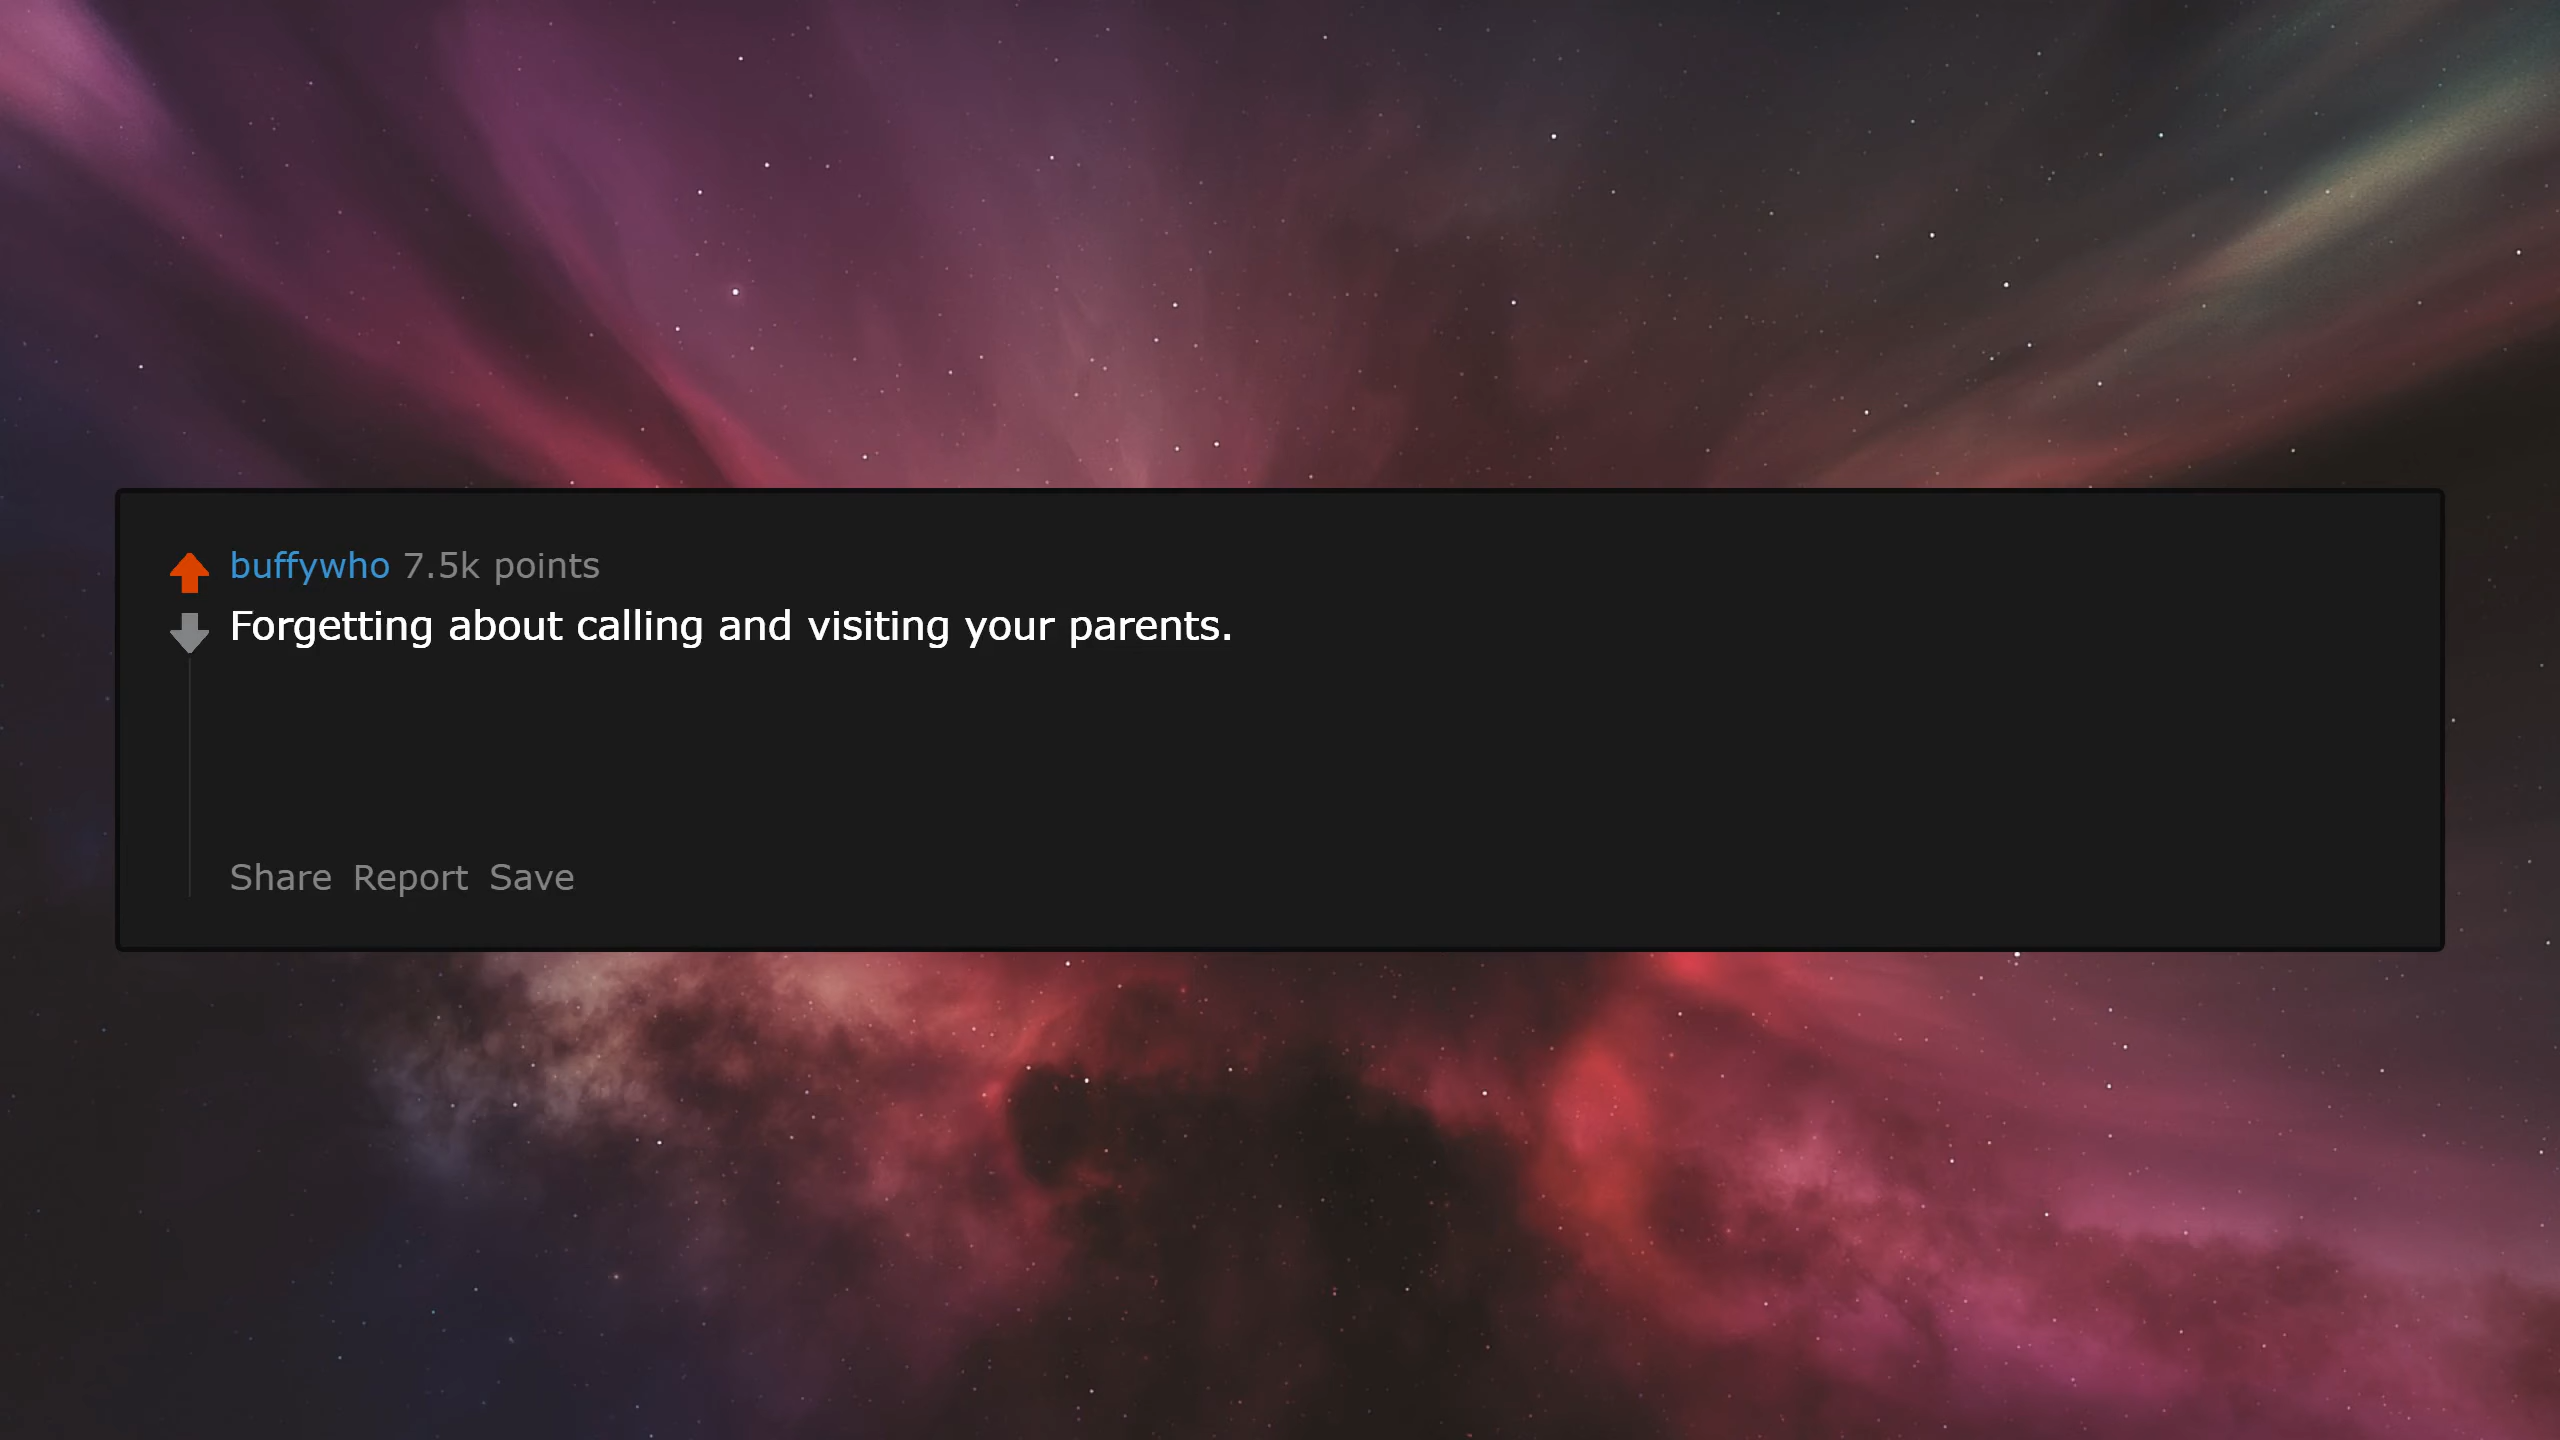 buffywho 7.5k points
Forgetting about calling and visiting your parents.
Share Report Save